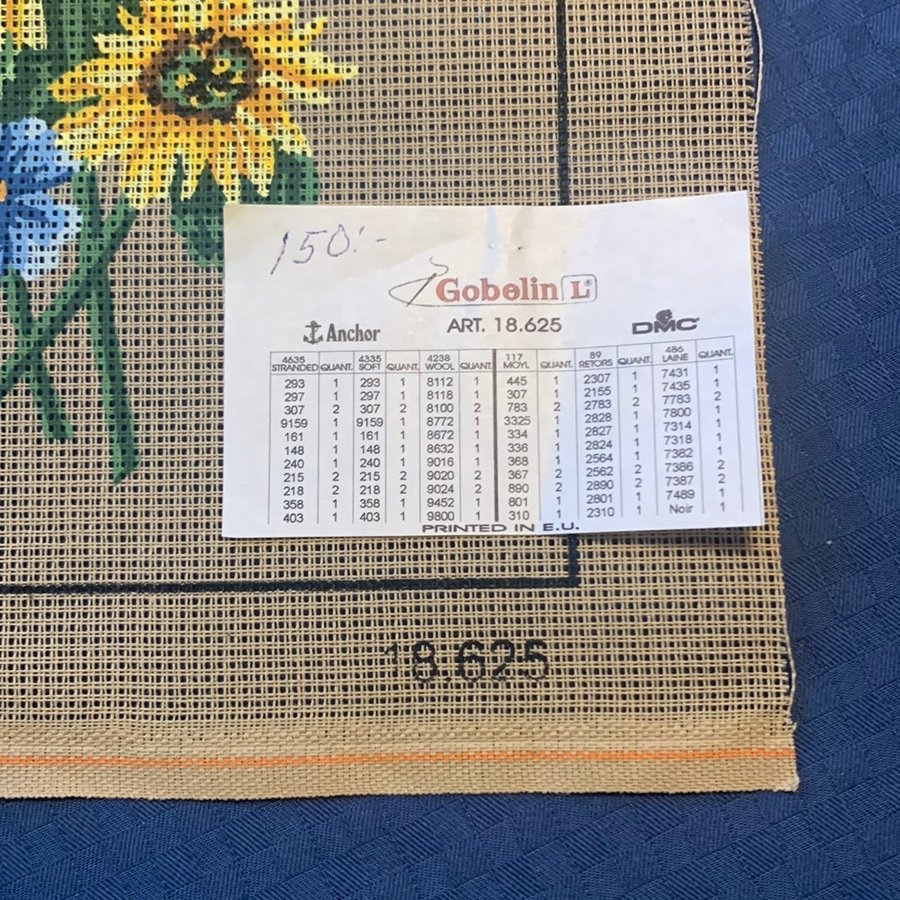 150:-
Gobelin L®
Anchor ART. 18.625 DMC
4635 STRANDED QUANT. 4335 SOFT QUANT. 4238 WOOL QUANT. 117 MOYL QUANT. 89 RETORS QUANT. 486 LAINE QUANT.
293 1 293 1 8112 1 445 1 2307 1 7431 1
297 1 297 1 8118 1 307 1 2155 1 7435 1
307 2 307 2 8100 2 783 2 2783 2 7783 2
9159 1 9159 1 8772 1 3325 1 2828 1 7800 1
161 1 161 1 8672 1 334 1 2827 1 7314 1
148 1 148 1 8632 1 336 1 2824 1 7318 1
240 1 240 1 9016 1 368 1 2564 1 7382 1
215 2 215 2 9020 2 367 2 2562 2 7386 2
218 2 218 2 9024 2 890 2 2890 2 7387 2
358 1 358 1 9452 1 801 1 2801 1 7489 1
403 1 403 1 9800 1 310 1 2310 1 Noir 1
PRINTED IN E.U.
18.625